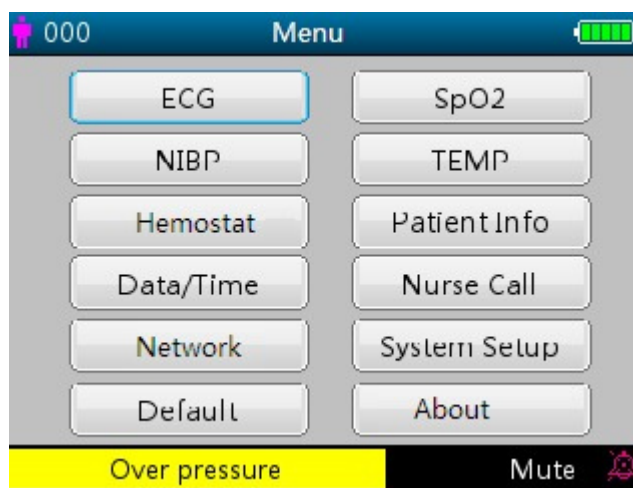 000 Menu
ECG SpO2
NIBP TEMP
Hemostat Patient Info
Data/Time Nurse Call
Network System Setup
Default About
Over pressure Mute